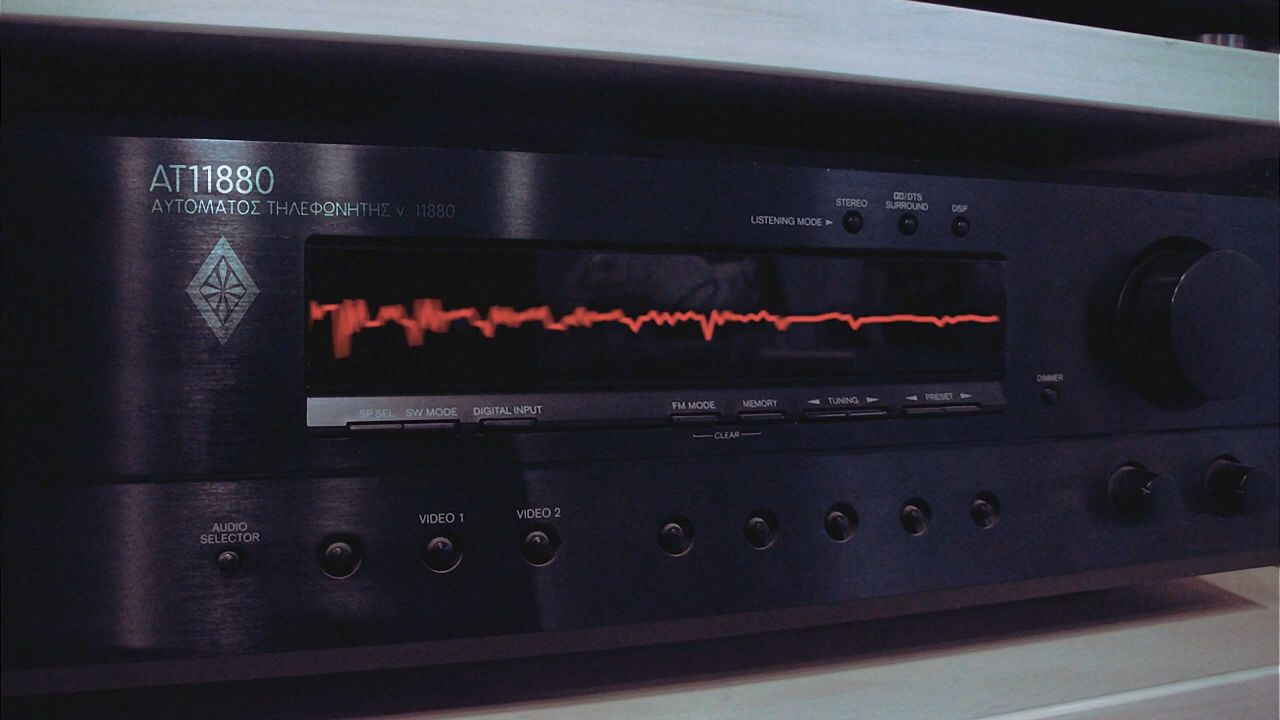 AT11880
ΑΥΤΟΜΑΤΟΣ ΤΗΛΕΦΩΝΗΤΗΣ v. 11880
LISTENING MODE
STEREO
DD/DTS
SURROUND
DSP
DIMMER
SP SEL
SW MODE
DIGITAL INPUT
FM MODE
MEMORY
TUNING
PRESET
CLEAR
AUDIO
SELECTOR
VIDEO 1
VIDEO 2